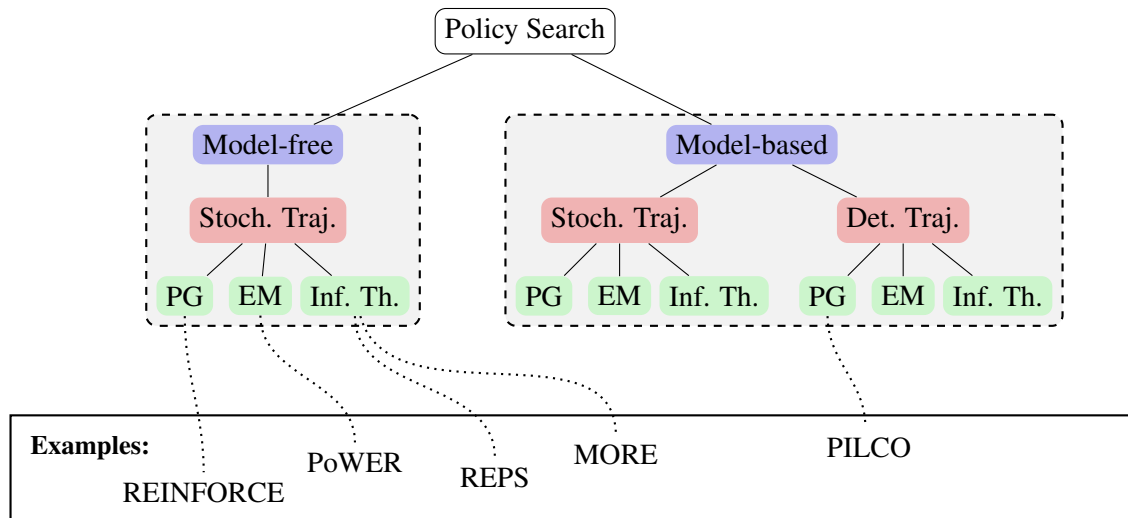 Policy Search
Model-free
Model-based
Stoch. Traj.
Stoch. Traj.
Det. Traj.
PG
EM
Inf. Th.
PG
EM
Inf. Th.
PG
EM
Inf. Th.
Examples:
REINFORCE
PoWER
REPS
MORE
PILCO